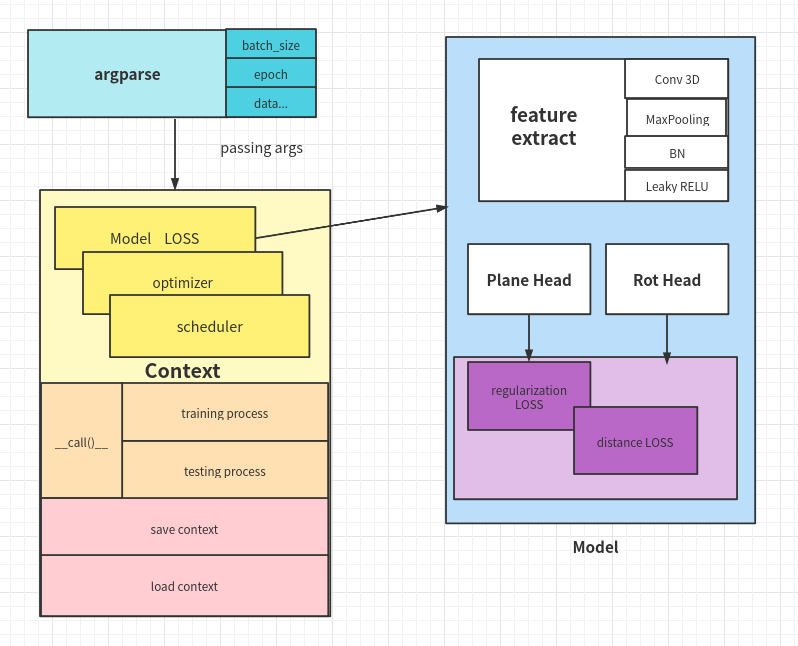 argparse
batch_size
epoch
data...
passing args
Model LOSS
optimizer
scheduler
Context
__call()__
training process
testing process
save context
load context
feature
extract
Conv 3D
MaxPooling
BN
Leaky RELU
Plane Head
Rot Head
regularization
LOSS
distance LOSS
Model